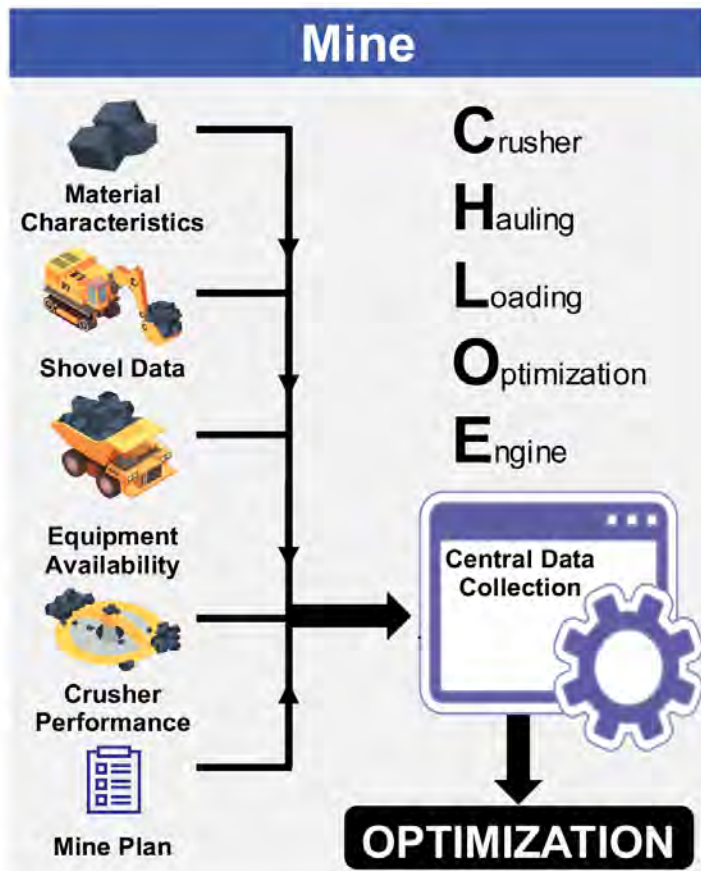 Mine
Material
Characteristics
Shovel Data
Equipment
Availability
Crusher
Performance
Mine Plan
Crusher
Hauling
Loading
Optimization
Engine
Central Data
Collection
OPTIMIZATION